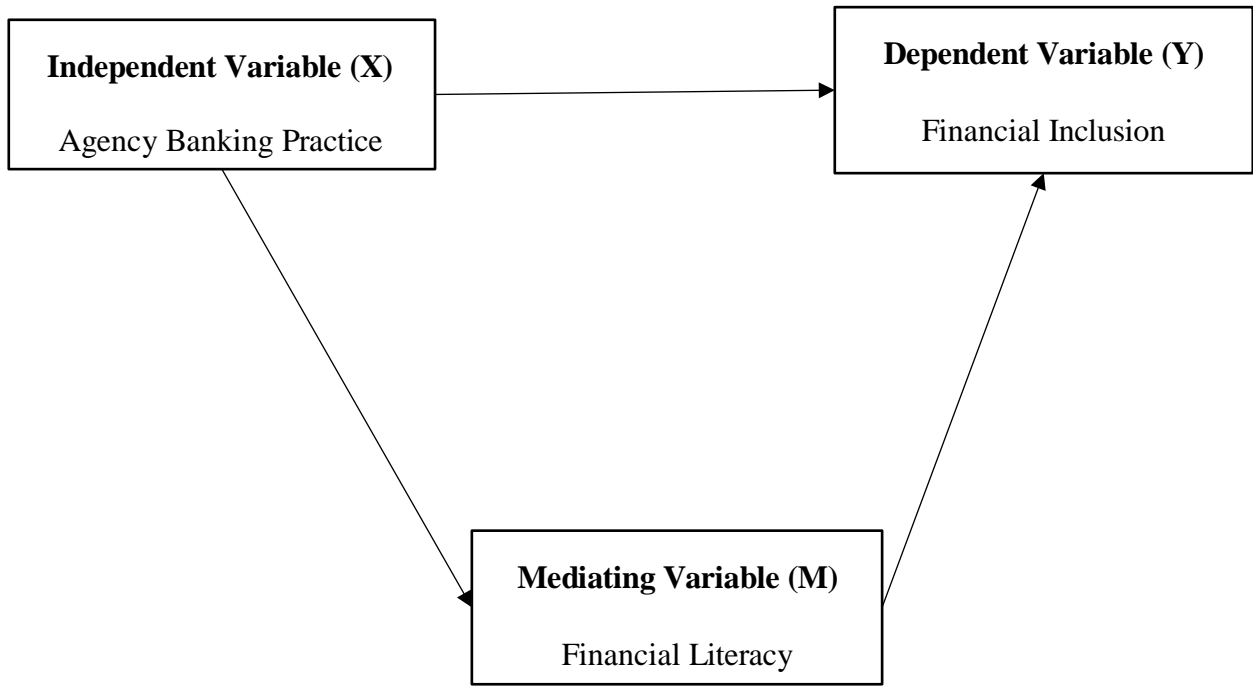 Independent Variable (X)
Agency Banking Practice
Dependent Variable (Y)
Financial Inclusion
Mediating Variable (M)
Financial Literacy